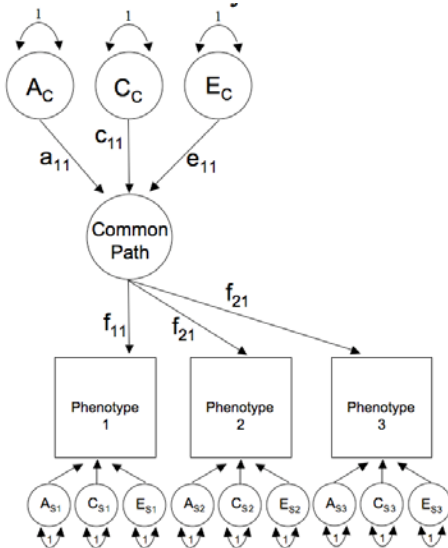 1 1 1
A_C C_C E_C
a_11 c_11 e_11
Common
Path
f_11 f_21 f_21
Phenotype
1
Phenotype
2
Phenotype
3
A_S1 C_S1 E_S1 A_S2 C_S2 E_S2 A_S3 C_S3 E_S3
1 1 1 1 1 1 1 1 1